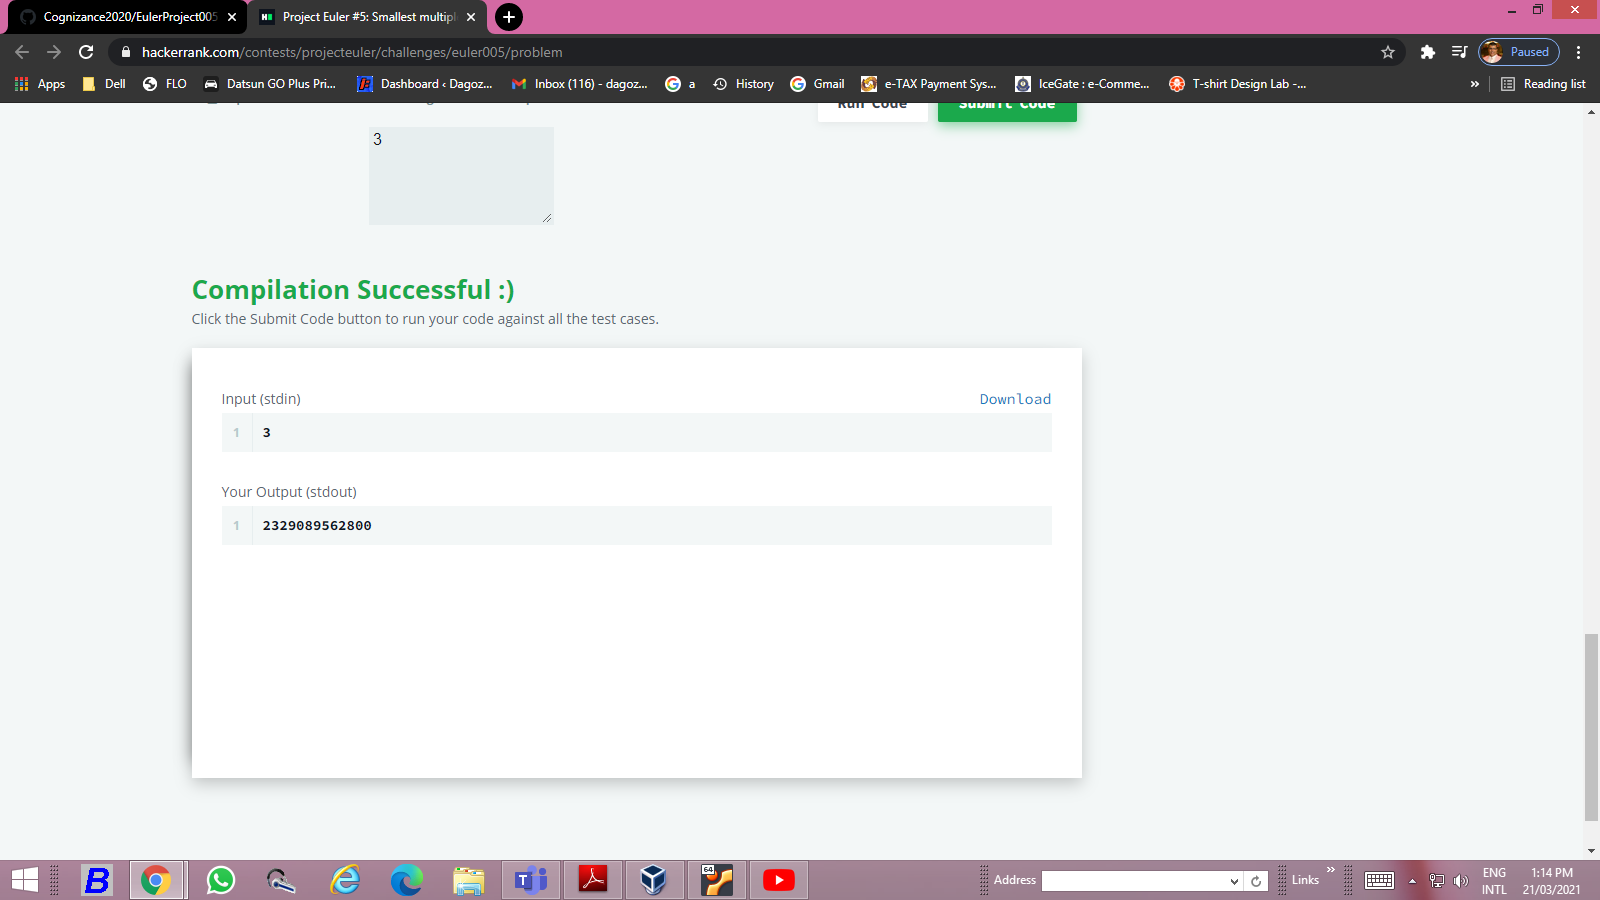 Cognizance2020/EulerProject005
Project Euler #5: Smallest multiple
hackerrank.com/contests/projecteuler/challenges/euler005/problem
Paused
Apps
Dell
FLO
Datsun GO Plus Pri...
Dashboard ‹ Dagoz...
Inbox (116) - dagoz...
a
History
Gmail
e-TAX Payment Sys...
IceGate : e-Comme...
T-shirt Design Lab -...
»
Reading list
Run Code
Submit Code
3
Compilation Successful :)
Click the Submit Code button to run your code against all the test cases.
Input (stdin)
Download
1 3
Your Output (stdout)
1 2329089562800
Address
Links »
ENG
INTL
1:14 PM
21/03/2021
64